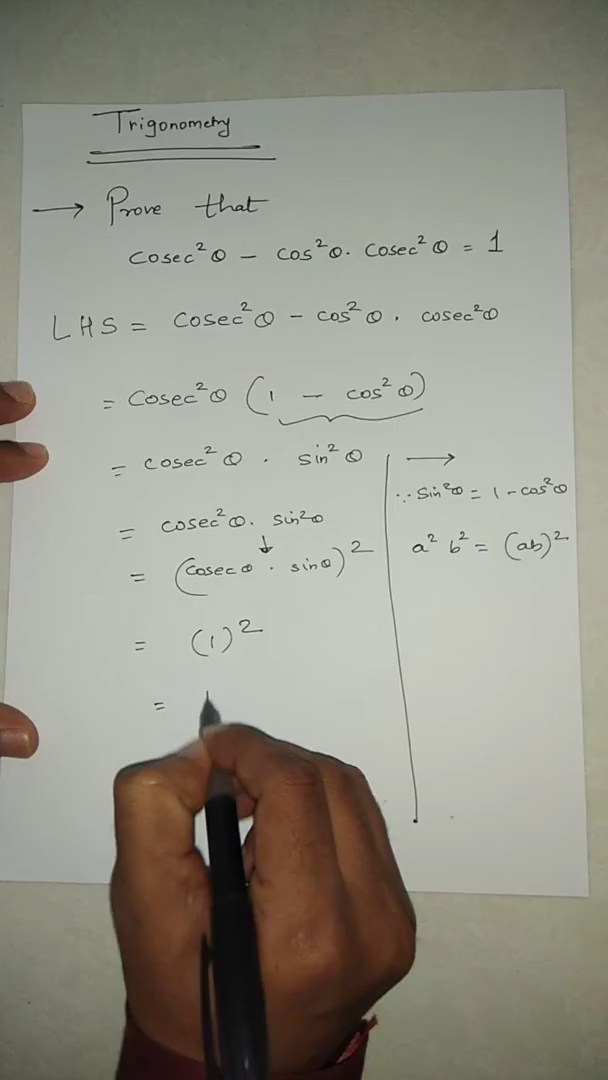 Trigonometry
→ Prove that
cosec²θ - cos²θ. cosec²θ = 1
LHS = cosec²θ - cos²θ . cosec²θ
= cosec²θ (1 - cos²θ)
= cosec²θ . sin²θ
→
∵ sin²θ = 1 - cos²θ
= cosec²θ. sin²θ
a² b² = (ab)²
↓
= (cosecθ . sinθ)²
= (1)²
=